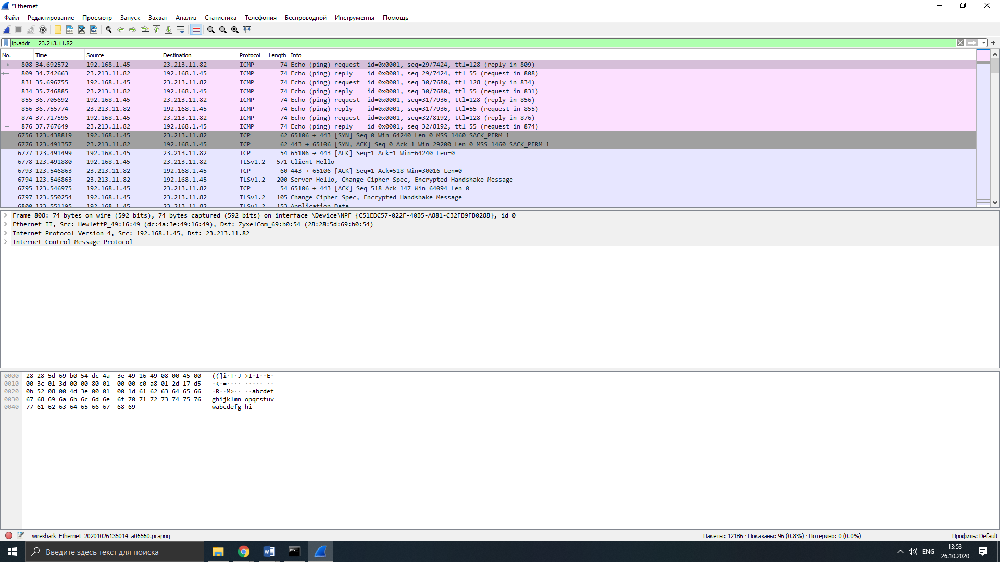 *Ethernet
Файл Редактирование Просмотр Запуск Захват Анализ Статистика Телефония Беспроводной Инструменты Помощь
ip.addr==23.213.11.82
No. Time Source Destination Protocol Length Info
808 34.692572 192.168.1.45 23.213.11.82 ICMP 74 Echo (ping) request id=0x0001, seq=29/7424, ttl=128 (reply in 809)
809 34.742663 23.213.11.82 192.168.1.45 ICMP 74 Echo (ping) reply id=0x0001, seq=29/7424, ttl=55 (request in 808)
831 35.696755 192.168.1.45 23.213.11.82 ICMP 74 Echo (ping) request id=0x0001, seq=30/7680, ttl=128 (reply in 834)
834 35.746885 23.213.11.82 192.168.1.45 ICMP 74 Echo (ping) reply id=0x0001, seq=30/7680, ttl=55 (request in 831)
855 36.705692 192.168.1.45 23.213.11.82 ICMP 74 Echo (ping) request id=0x0001, seq=31/7936, ttl=128 (reply in 856)
856 36.755774 23.213.11.82 192.168.1.45 ICMP 74 Echo (ping) reply id=0x0001, seq=31/7936, ttl=55 (request in 855)
874 37.717595 192.168.1.45 23.213.11.82 ICMP 74 Echo (ping) request id=0x0001, seq=32/8192, ttl=128 (reply in 876)
876 37.767649 23.213.11.82 192.168.1.45 ICMP 74 Echo (ping) reply id=0x0001, seq=32/8192, ttl=55 (request in 874)
6756 123.438819 192.168.1.45 23.213.11.82 TCP 62 65106 → 443 [SYN] Seq=0 Win=64240 Len=0 MSS=1460 SACK_PERM=1
6776 123.491357 23.213.11.82 192.168.1.45 TCP 62 443 → 65106 [SYN, ACK] Seq=0 Ack=1 Win=29200 Len=0 MSS=1460 SACK_PERM=1
6777 123.491499 192.168.1.45 23.213.11.82 TCP 54 65106 → 443 [ACK] Seq=1 Ack=1 Win=64240 Len=0
6778 123.491880 192.168.1.45 23.213.11.82 TLSv1.2 571 Client Hello
6793 123.546863 23.213.11.82 192.168.1.45 TCP 60 443 → 65106 [ACK] Seq=1 Ack=518 Win=30016 Len=0
6794 123.546863 23.213.11.82 192.168.1.45 TLSv1.2 200 Server Hello, Change Cipher Spec, Encrypted Handshake Message
6795 123.546975 192.168.1.45 23.213.11.82 TCP 54 65106 → 443 [ACK] Seq=518 Ack=147 Win=64094 Len=0
6797 123.550254 192.168.1.45 23.213.11.82 TLSv1.2 105 Change Cipher Spec, Encrypted Handshake Message
6800 123.551195 192.168.1.45 23.213.11.82 TLSv1.2 153 Application Data
Frame 808: 74 bytes on wire (592 bits), 74 bytes captured (592 bits) on interface \Device\NPF_{C51EDC57-022F-40B5-A881-C32FB9FB0288}, id 0
Ethernet II, Src: HewlettP_49:16:49 (dc:4a:3e:49:16:49), Dst: ZyxelCom_69:b0:54 (28:28:5d:69:b0:54)
Internet Protocol Version 4, Src: 192.168.1.45, Dst: 23.213.11.82
Internet Control Message Protocol
0000 28 28 5d 69 b0 54 dc 4a 3e 49 16 49 08 00 45 00 ((]i·T·J >I·I··E·
0010 00 3c 01 3d 00 00 80 01 00 00 c0 a8 01 2d 17 d5 ·<·=···· ·····-··
0020 0b 52 08 00 4d 3e 00 01 00 1d 61 62 63 64 65 66 ·R··M>·· ··abcdef
0030 67 68 69 6a 6b 6c 6d 6e 6f 70 71 72 73 74 75 76 ghijklmn opqrstuv
0040 77 61 62 63 64 65 66 67 68 69 wabcdefg hi
wireshark_Ethernet_20201026135014_a06560.pcapng
Пакеты: 12186 · Показаны: 96 (0.8%) · Потеряно: 0 (0.0%)
Профиль: Default
Введите здесь текст для поиска
ENG
13:53
26.10.2020